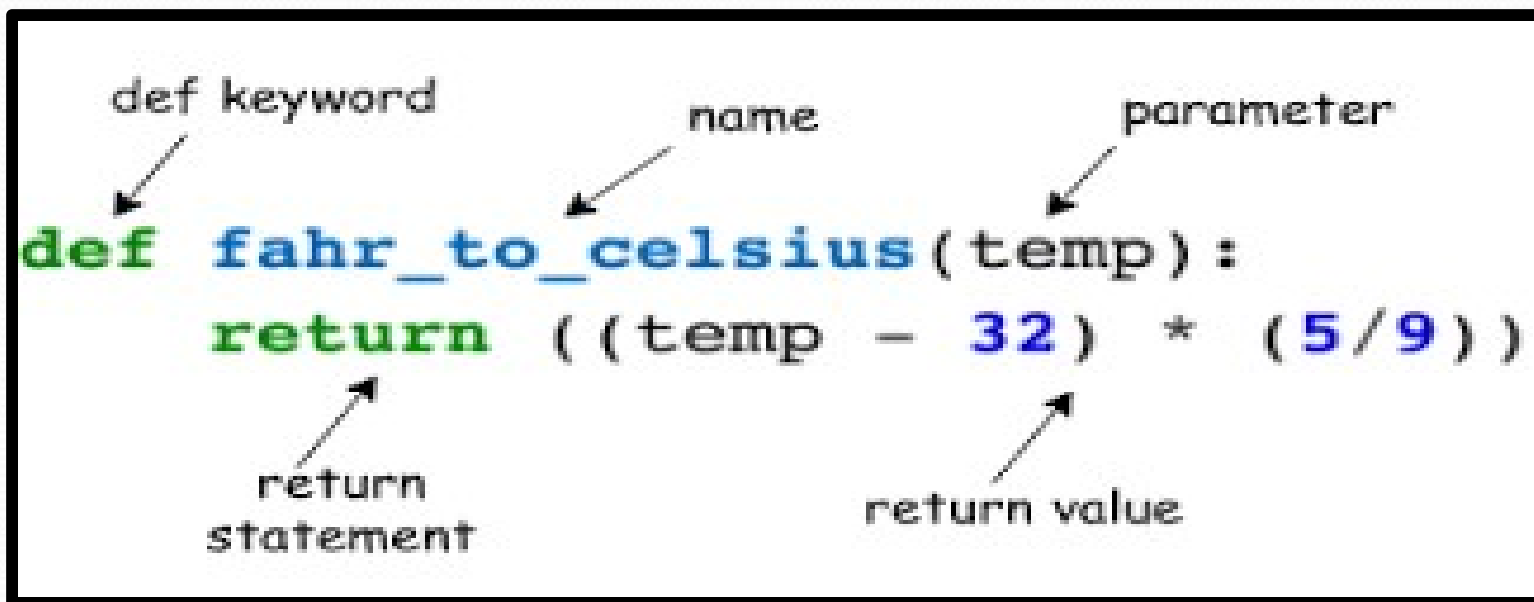 def keyword
name
parameter
def fahr_to_celsius(temp):
return ((temp - 32) * (5/9))
return
statement
return value